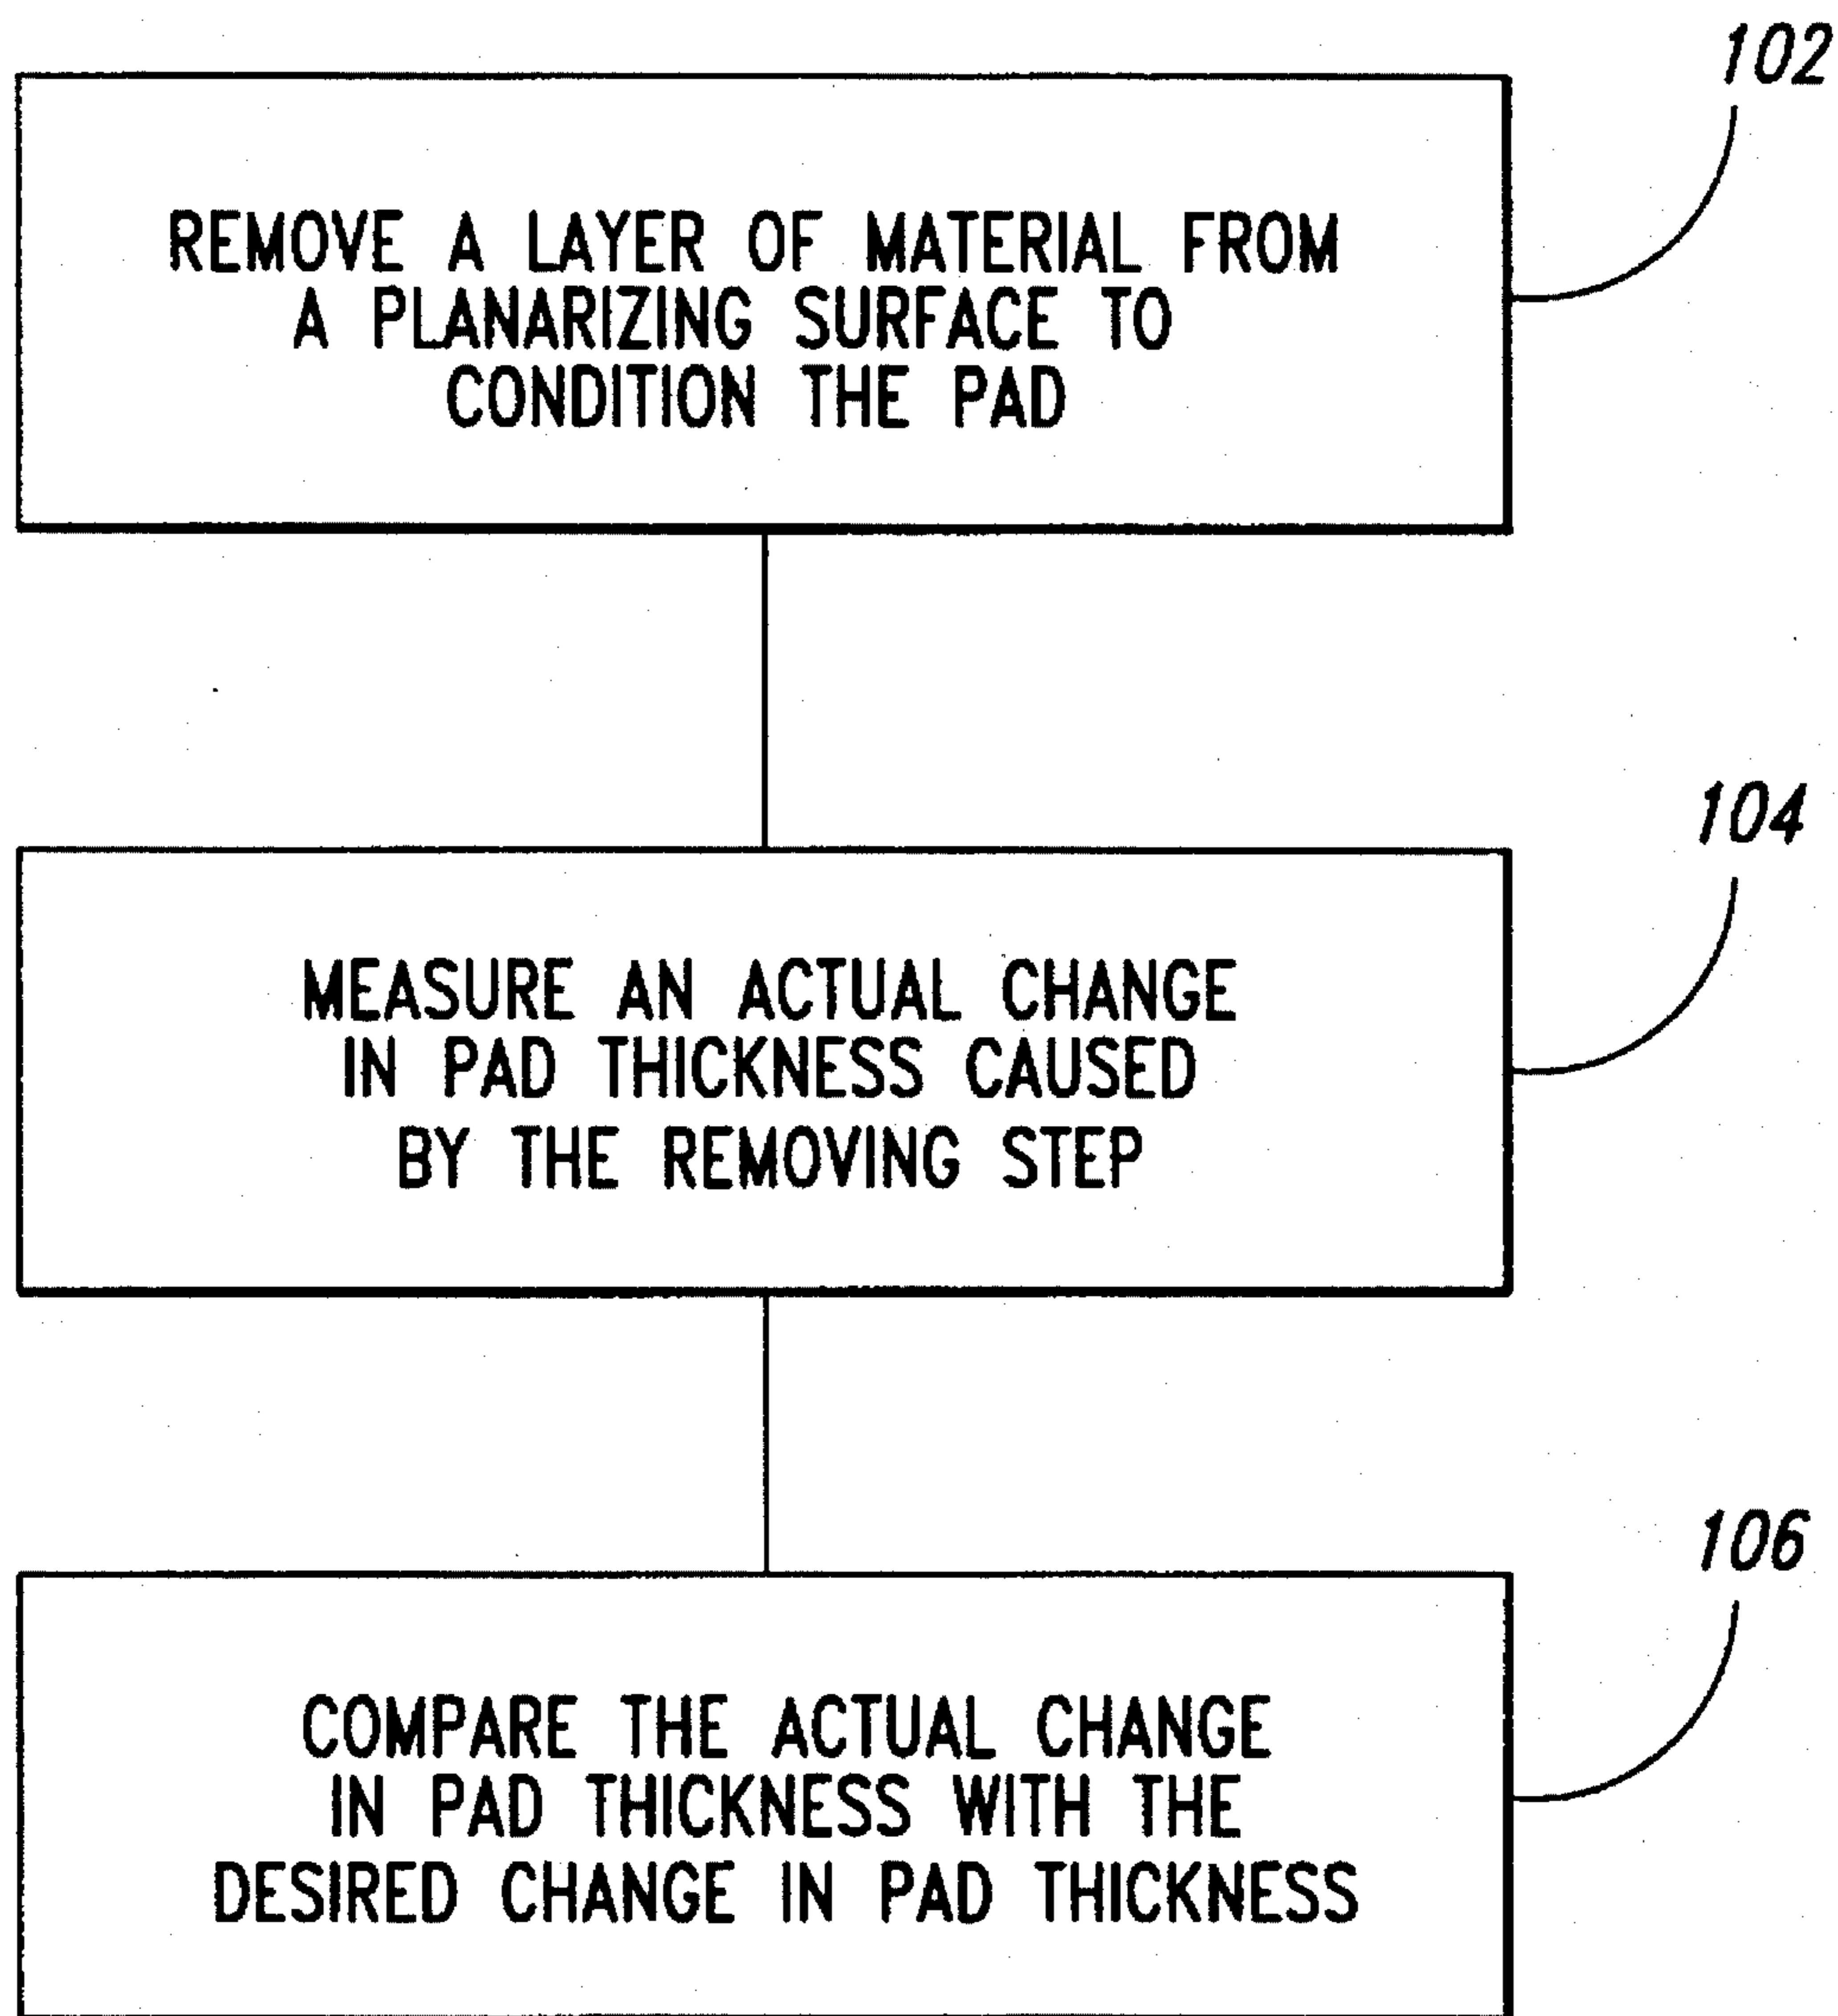 102
REMOVE A LAYER OF MATERIAL FROM
A PLANARIZING SURFACE TO
CONDITION THE PAD
104
MEASURE AN ACTUAL CHANGE
IN PAD THICKNESS CAUSED
BY THE REMOVING STEP
106
COMPARE THE ACTUAL CHANGE
IN PAD THICKNESS WITH THE
DESIRED CHANGE IN PAD THICKNESS